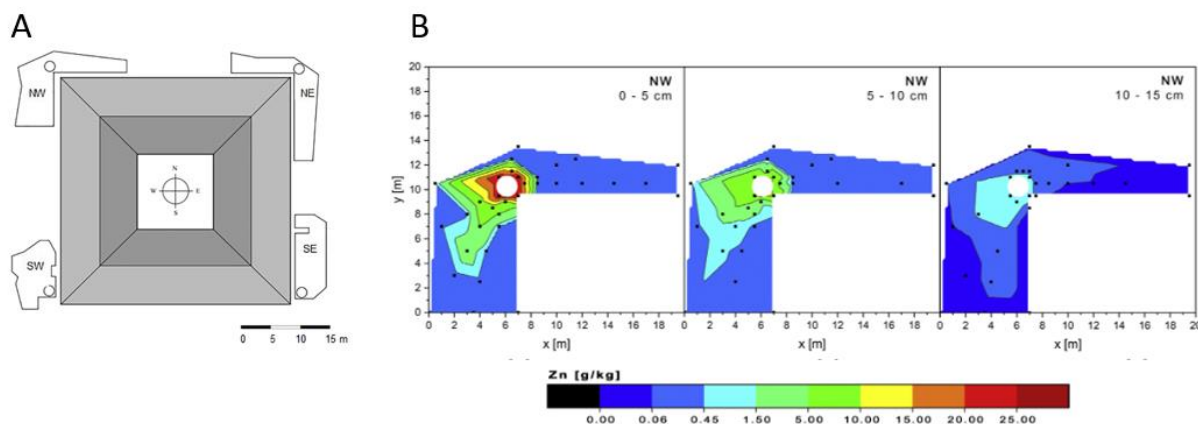 A
NW
NE
SW
SE
N
W E
S
0 5 10 15 m
B
NW
0 - 5 cm
NW
5 - 10 cm
NW
10 - 15 cm
20
18
16
14
12
10
8
6
4
2
0
y [m]
0 2 4 6 8 10 12 14 16 18
0 2 4 6 8 10 12 14 16 18
0 2 4 6 8 10 12 14 16 18 20
x [m]
x [m]
x [m]
Zn [g/kg]
0.00 0.06 0.45 1.50 5.00 10.00 15.00 20.00 25.00